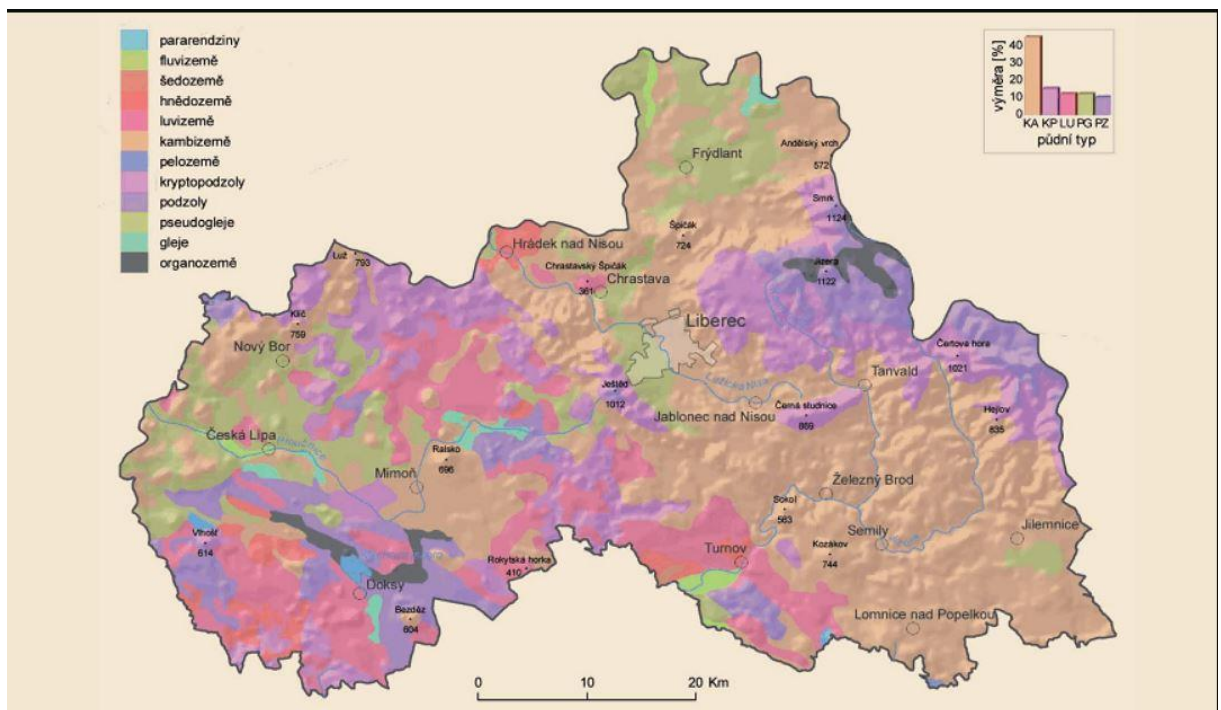 pararendziny
fluvizemě
šedozemě
hnědozemě
luvizemě
kambizemě
pelozemě
kryptopodzoly
podzoly
pseudogleje
gleje
organozemě
výměra [%]
40
30
20
10
0
KA KP LU PG PZ
půdní typ
Andělský vrch
572
Frýdlant
Smrk
1124
Špičák
724
Hrádek nad Nisou
Luž 793
Chrastavský Špičák
361
Chrastava
Jizera
1122
Klíč
759
Liberec
Nový Bor
Čertova hora
1021
Tanvald
Ještěd
1012
Lužická Nisa
Jablonec nad Nisou
Černá studnice
869
Hejlov
835
Česká Lípa
Ploučnice
Ralsko
696
Mimoň
Železný Brod
Sokol
563
Vlhošť
614
Semily
Jilemnice
Turnov
Kozákov
744
Rokytská horka
410
Doksy
Bezděz
604
Lomnice nad Popelkou
0 10 20 Km